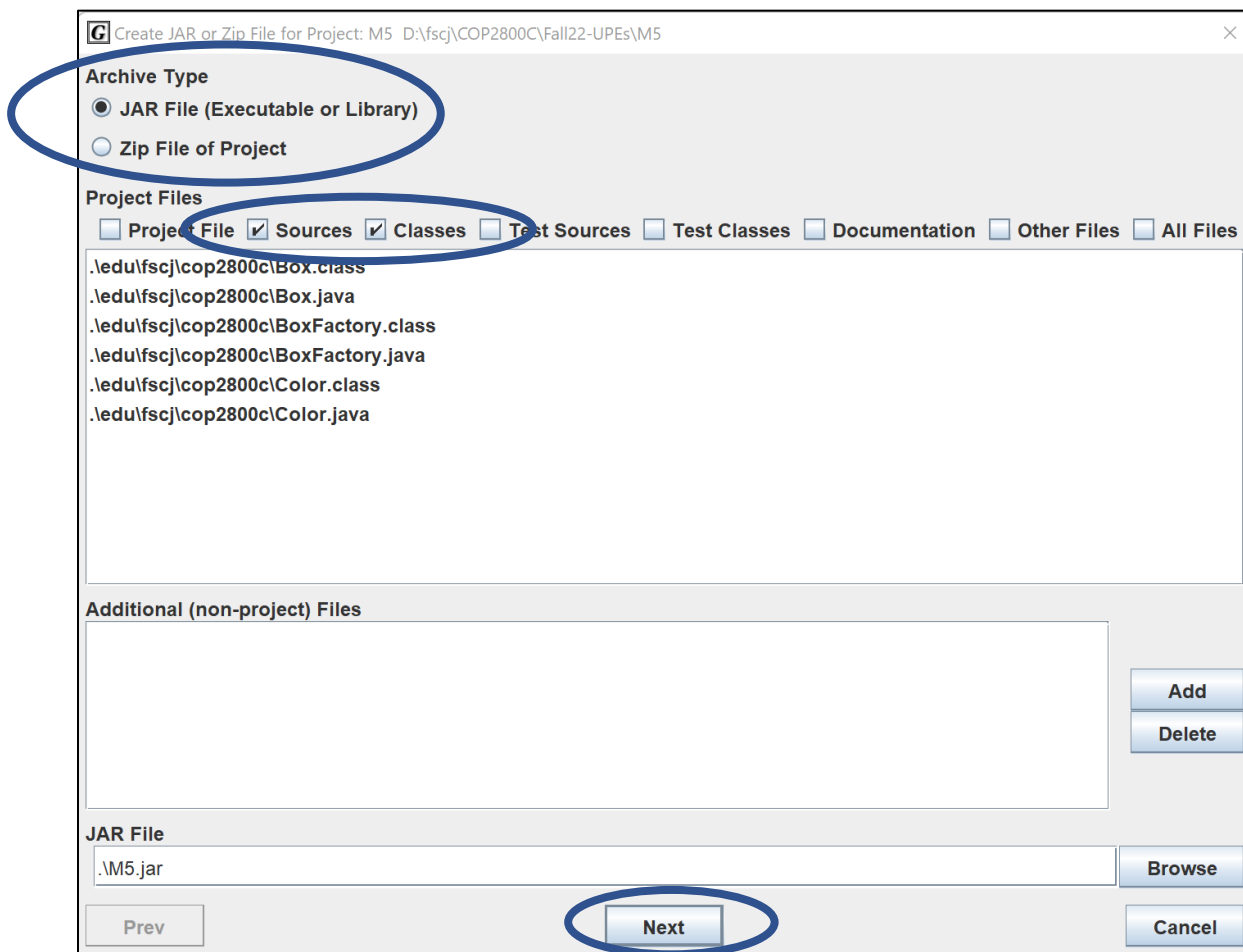 G Create JAR or Zip File for Project: M5 D:\fscj\COP2800C\Fall22-UPEs\M5
Archive Type
JAR File (Executable or Library)
Zip File of Project
Project Files
Project File Sources Classes Test Sources Test Classes Documentation Other Files All Files
.\edu\fscj\cop2800c\Box.class
.\edu\fscj\cop2800c\Box.java
.\edu\fscj\cop2800c\BoxFactory.class
.\edu\fscj\cop2800c\BoxFactory.java
.\edu\fscj\cop2800c\Color.class
.\edu\fscj\cop2800c\Color.java
Additional (non-project) Files
Add
Delete
JAR File
.\M5.jar Browse
Prev Next Cancel